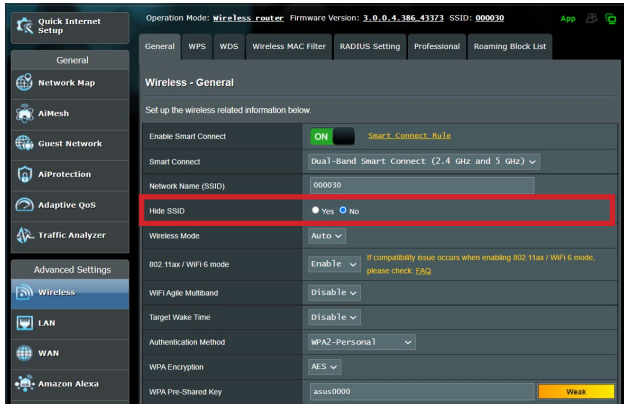 Quick Internet
Setup
Operation Mode: Wireless router Firmware Version: 3.0.0.4.386_43373 SSID: 000030 App
General WPS WDS Wireless MAC Filter RADIUS Setting Professional Roaming Block List
General
Network Map
AiMesh
Guest Network
AiProtection
Adaptive QoS
Traffic Analyzer
Advanced Settings
Wireless
LAN
WAN
Amazon Alexa
Wireless - General
Set up the wireless related information below.
Enable Smart Connect ON Smart Connect Rule
Smart Connect Dual-Band Smart Connect (2.4 GHz and 5 GHz)
Network Name (SSID) 000030
Hide SSID Yes No
Wireless Mode Auto
802.11ax / WiFi 6 mode Enable If compatibility issue occurs when enabling 802.11ax / WiFi 6 mode,
please check: FAQ
WiFi Agile Multiband Disable
Target Wake Time Disable
Authentication Method WPA2-Personal
WPA Encryption AES
WPA Pre-Shared Key asus0000 Weak